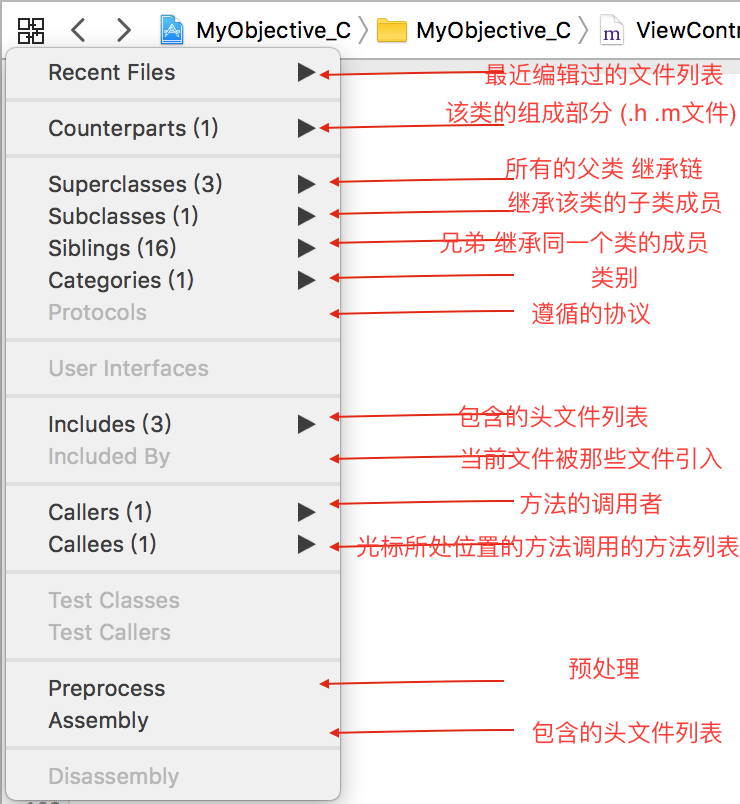 MyObjective_C MyObjective_C m ViewContr
Recent Files 最近编辑过的文件列表
Counterparts (1) 该类的组成部分 (.h .m文件)
Superclasses (3) 所有的父类 继承链
Subclasses (1) 继承该类的子类成员
Siblings (16) 兄弟 继承同一个类的成员
Categories (1) 类别
Protocols 遵循的协议
User Interfaces
Includes (3) 包含的头文件列表
Included By 当前文件被那些文件引入
Callers (1) 方法的调用者
Callees (1) 光标所处位置的方法调用的方法列表
Test Classes
Test Callers
Preprocess 预处理
Assembly 包含的头文件列表
Disassembly